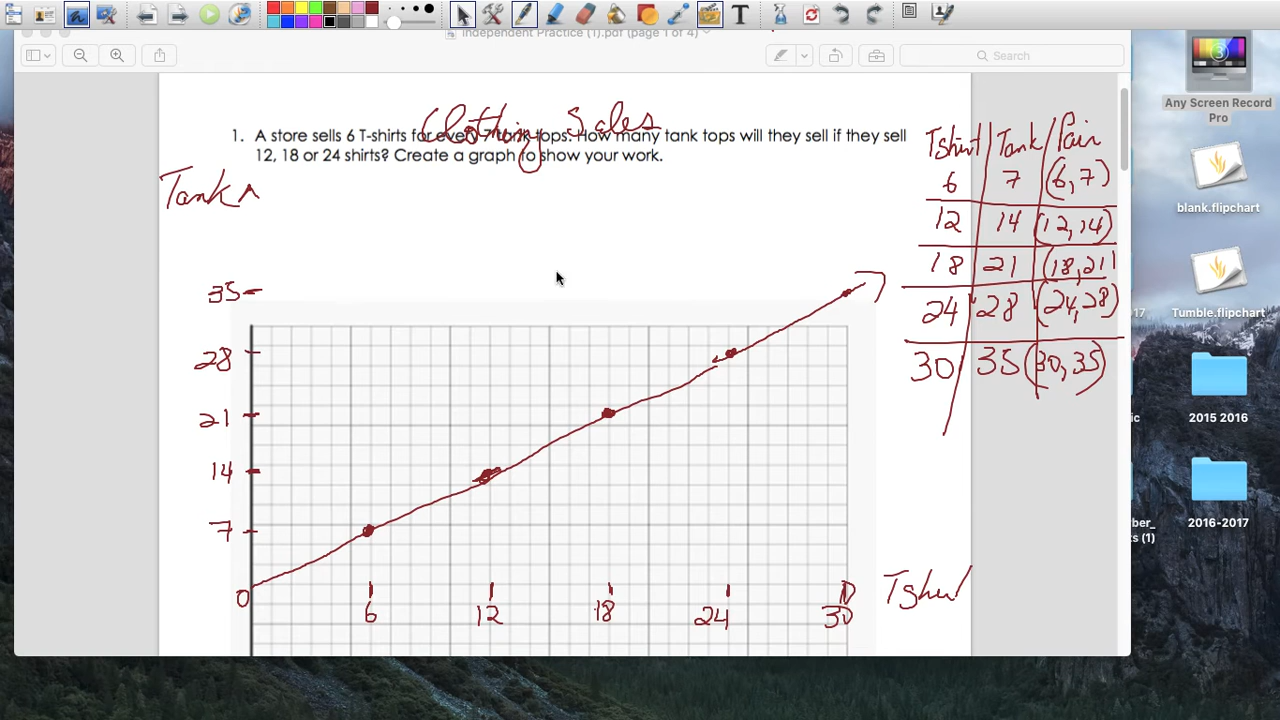 Independent Practice (1).pdf (page 1 of 4)
Search
Clothing Sales
1. A store sells 6 T-shirts for every 7 tank tops. How many tank tops will they sell if they sell
12, 18 or 24 shirts? Create a graph to show your work.
Tank
35
28
21
14
7
0
6 12 18 24 30
Tshirt Tank Pair
6 7 (6,7)
12 14 (12,14)
18 21 (18,21)
24 28 (24,28)
30 35 (30,35)
3
Any Screen Record
Pro
blank.flipchart
Tumble.flipchart
2015 2016
2016-2017